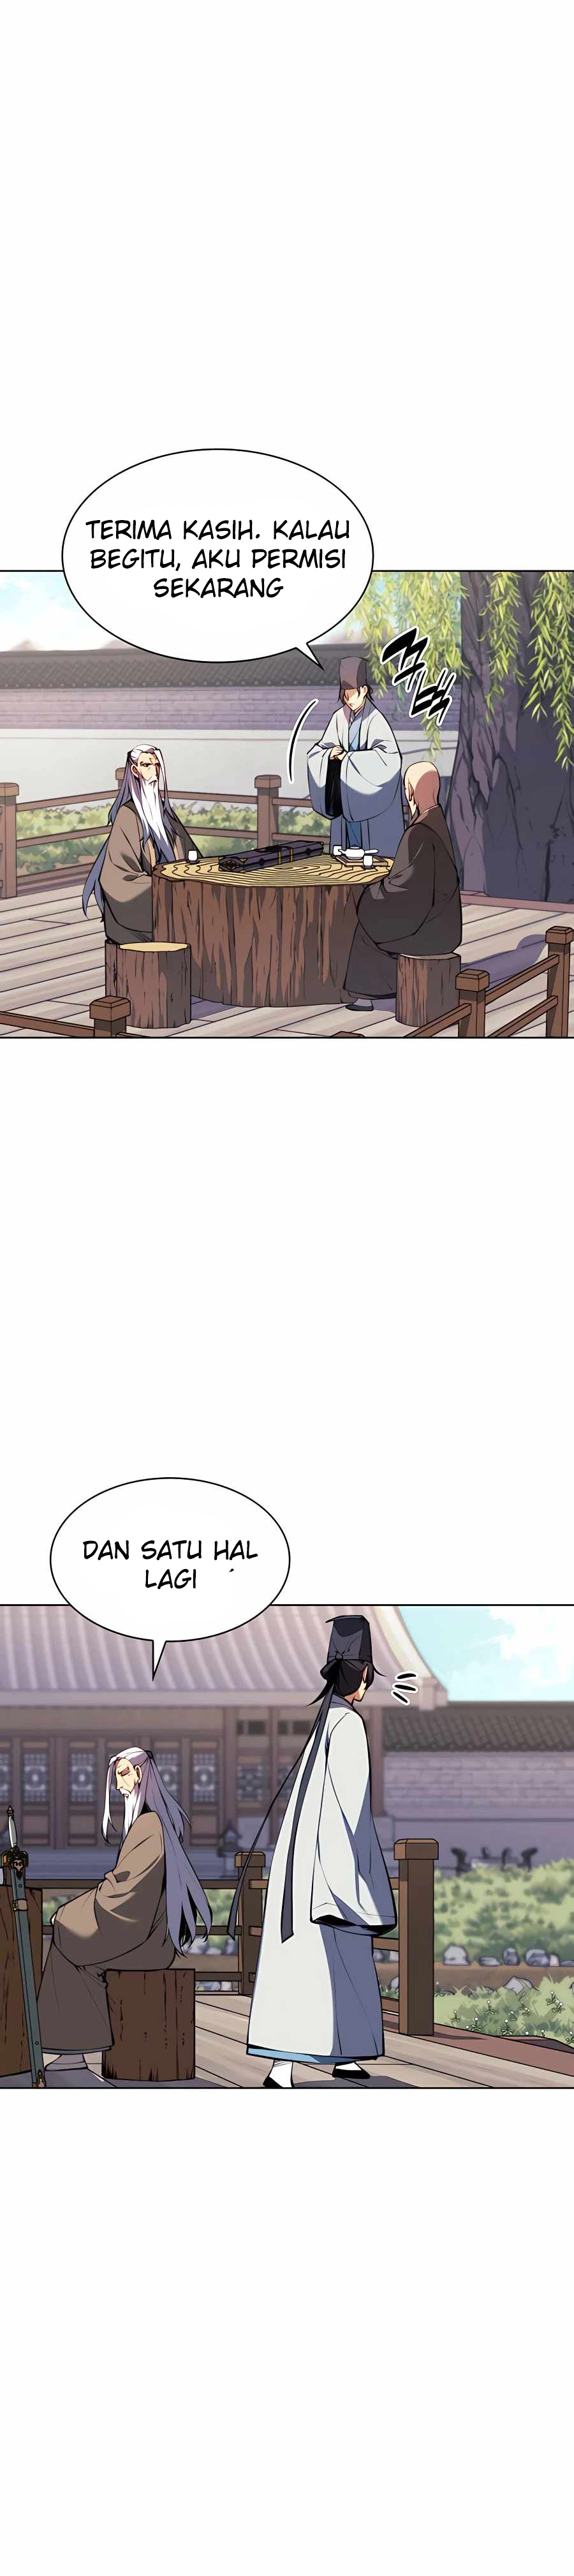 TERIMA KASIH. KALAU
BEGITU, AKU PERMISI
SEKARANG
DAN SATU HAL
LAGI